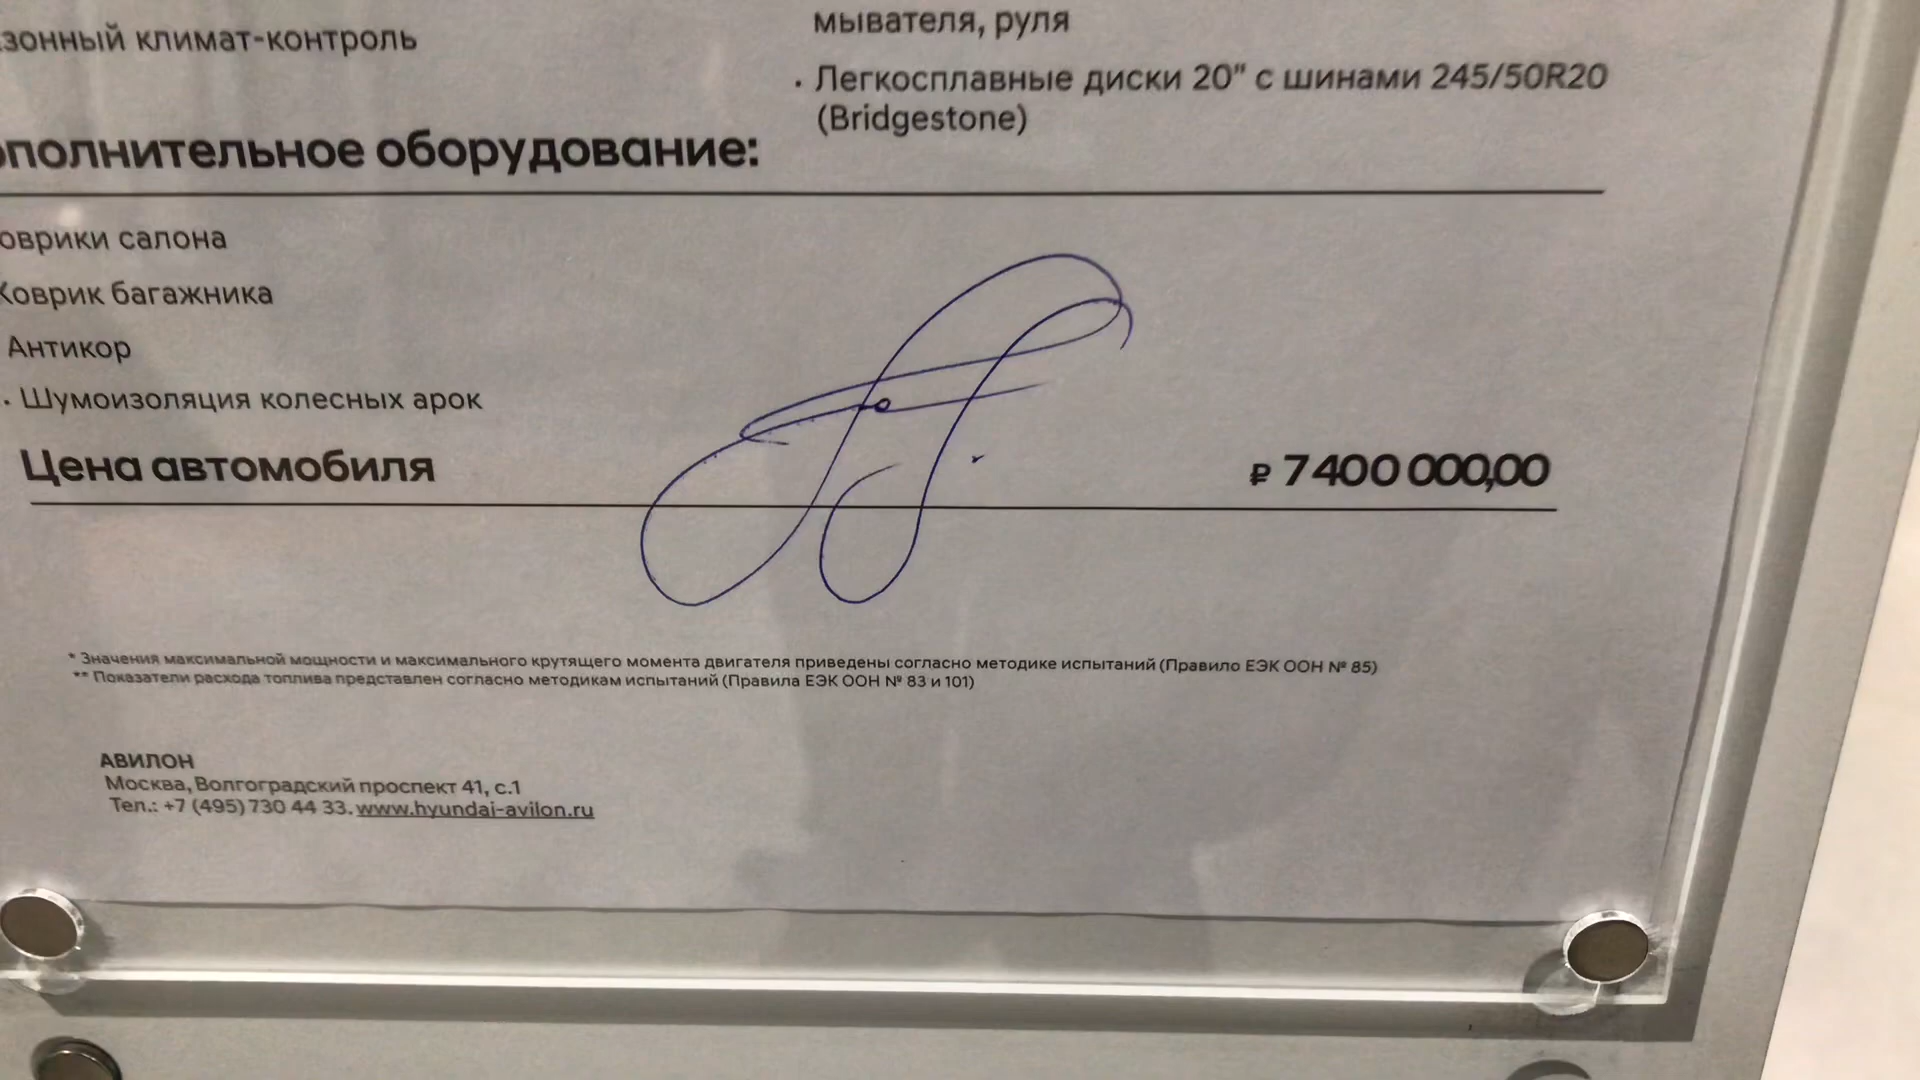 зонный климат-контроль
мывателя, руля
· Легкосплавные диски 20" с шинами 245/50R20
(Bridgestone)
ополнительное оборудование:
оврики салона
Коврик багажника
Антикор
· Шумоизоляция колесных арок
Цена автомобиля ₽ 7 400 000,00
* Значения максимальной мощности и максимального крутящего момента двигателя приведены согласно методике испытаний (Правило ЕЭК ООН № 85)
** Показатели расхода топлива представлен согласно методикам испытаний (Правила ЕЭК ООН № 83 и 101)
АВИЛОН
Москва, Волгоградский проспект 41, с.1
Тел.: +7 (495) 730 44 33. www.hyundai-avilon.ru